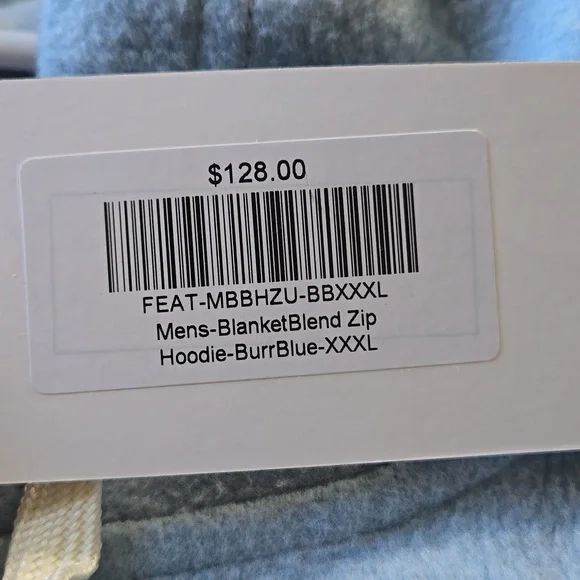 $128.00
FEAT-MBBHZU-BBXXXL
Mens-BlanketBlend Zip
Hoodie-BurrBlue-XXXL